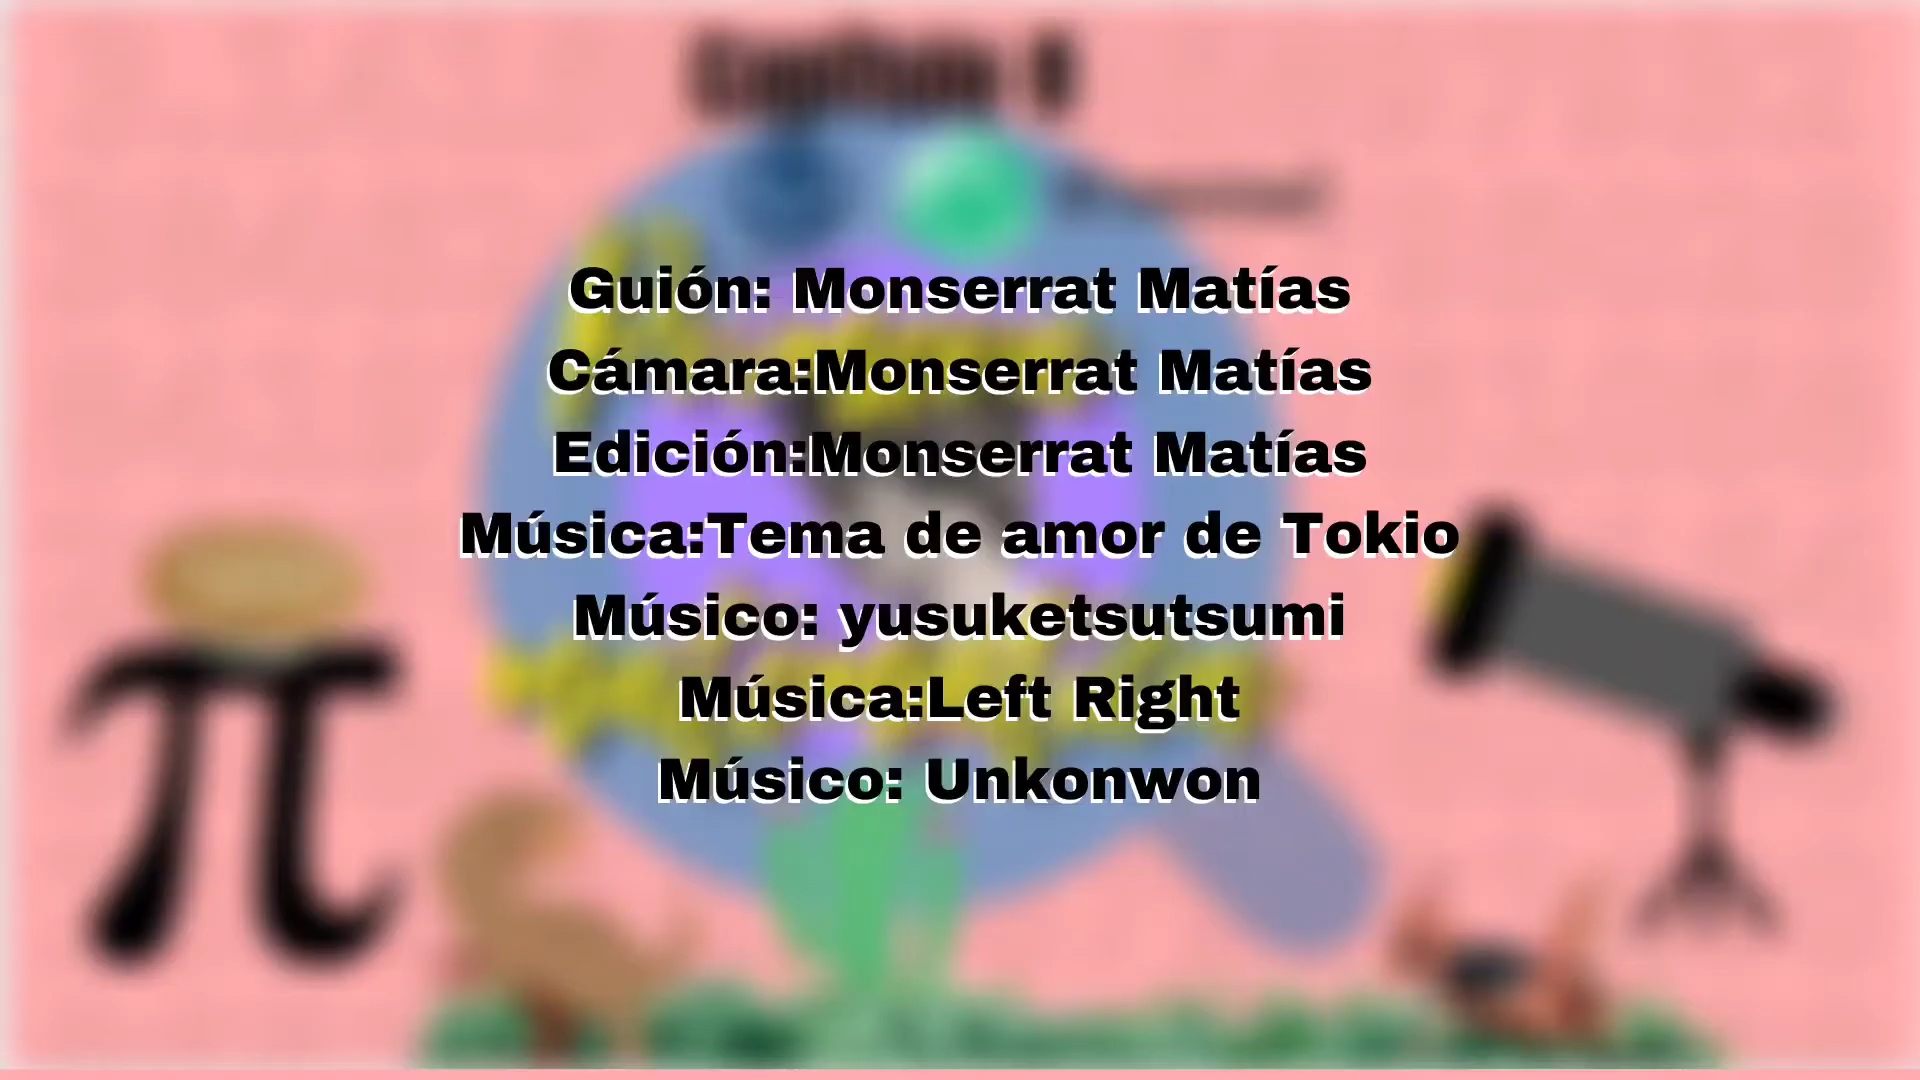 Guión: Monserrat Matías
Cámara:Monserrat Matías
Edición:Monserrat Matías
Música:Tema de amor de Tokio
Músico: yusuketsutsumi
Música:Left Right
Músico: Unkonwon